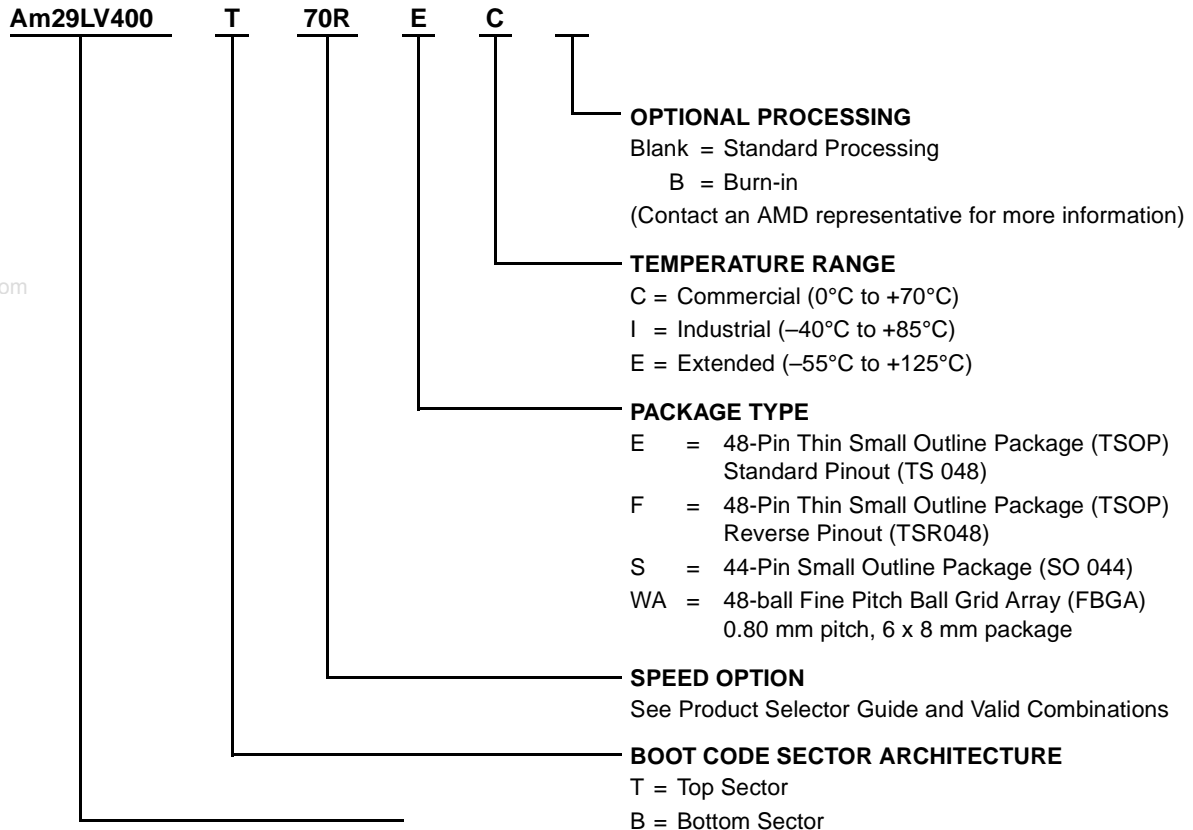 Am29LV400 T 70R E C
OPTIONAL PROCESSING
Blank = Standard Processing
B = Burn-in
(Contact an AMD representative for more information)
TEMPERATURE RANGE
om
C = Commercial (0°C to +70°C)
I = Industrial (–40°C to +85°C)
E = Extended (–55°C to +125°C)
PACKAGE TYPE
E = 48-Pin Thin Small Outline Package (TSOP)
Standard Pinout (TS 048)
F = 48-Pin Thin Small Outline Package (TSOP)
Reverse Pinout (TSR048)
S = 44-Pin Small Outline Package (SO 044)
WA = 48-ball Fine Pitch Ball Grid Array (FBGA)
0.80 mm pitch, 6 x 8 mm package
SPEED OPTION
See Product Selector Guide and Valid Combinations
BOOT CODE SECTOR ARCHITECTURE
T = Top Sector
B = Bottom Sector